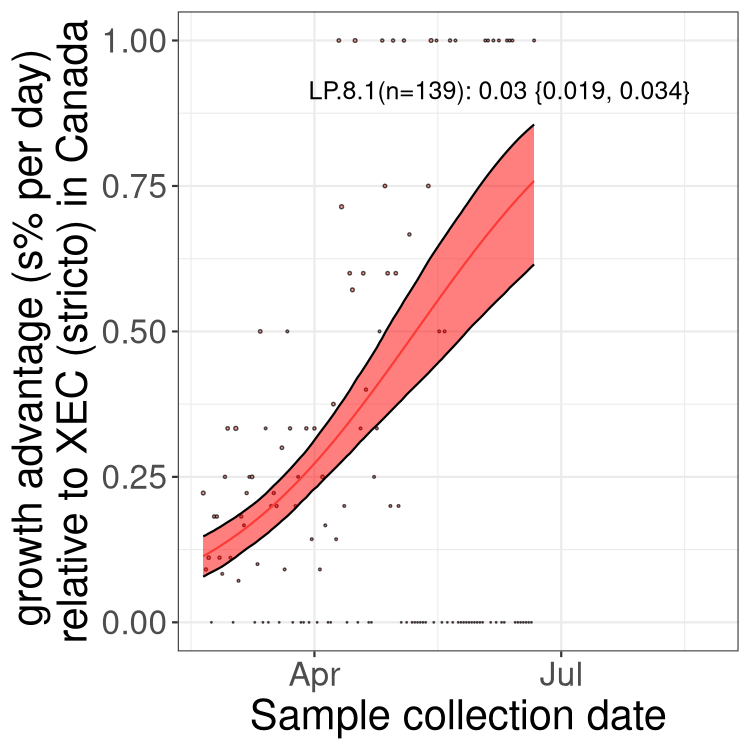 growth advantage (s% per day)
relative to XEC (stricto) in Canada
1.00
0.75
0.50
0.25
0.00
LP.8.1(n=139): 0.03 {0.019, 0.034}
Apr
Jul
Sample collection date